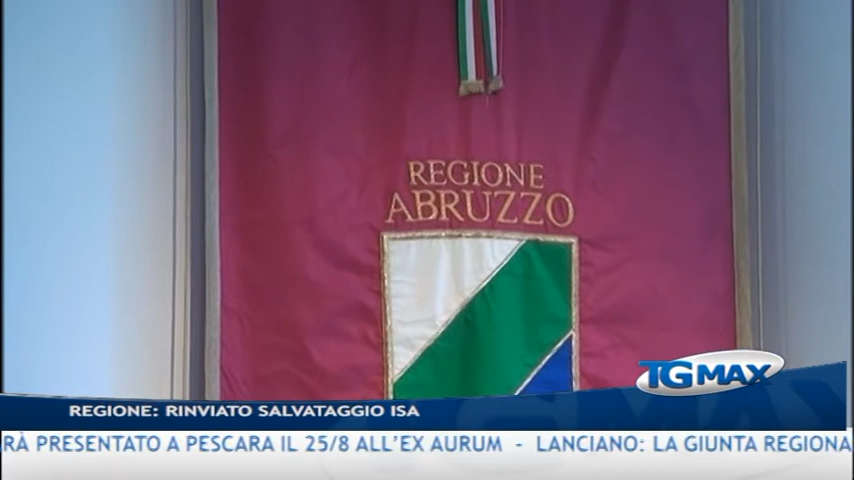 REGIONE
ABRUZZO
TGMAX
REGIONE: RINVIATO SALVATAGGIO ISA
RÀ PRESENTATO A PESCARA IL 25/8 ALL'EX AURUM - LANCIANO: LA GIUNTA REGIONA